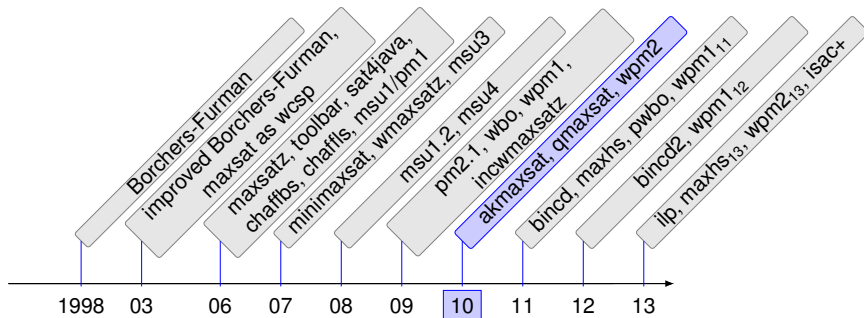 Borchers-Furman
improved Borchers-Furman,
maxsat as wcsp
maxsatz, toolbar, sat4java,
chaffbs, chaffls, msu1/pm1
minimaxsat, wmaxsatz, msu3
msu1.2, msu4
pm2.1, wbo, wpm1,
incwmaxsatz
akmaxsat, qmaxsat, wpm2
bincd, maxhs, pwbo, wpm1₁₁
bincd2, wpm1₁₂
ilp, maxhs₁₃, wpm2₁₃, isac+
1998 03 06 07 08 09 10 11 12 13